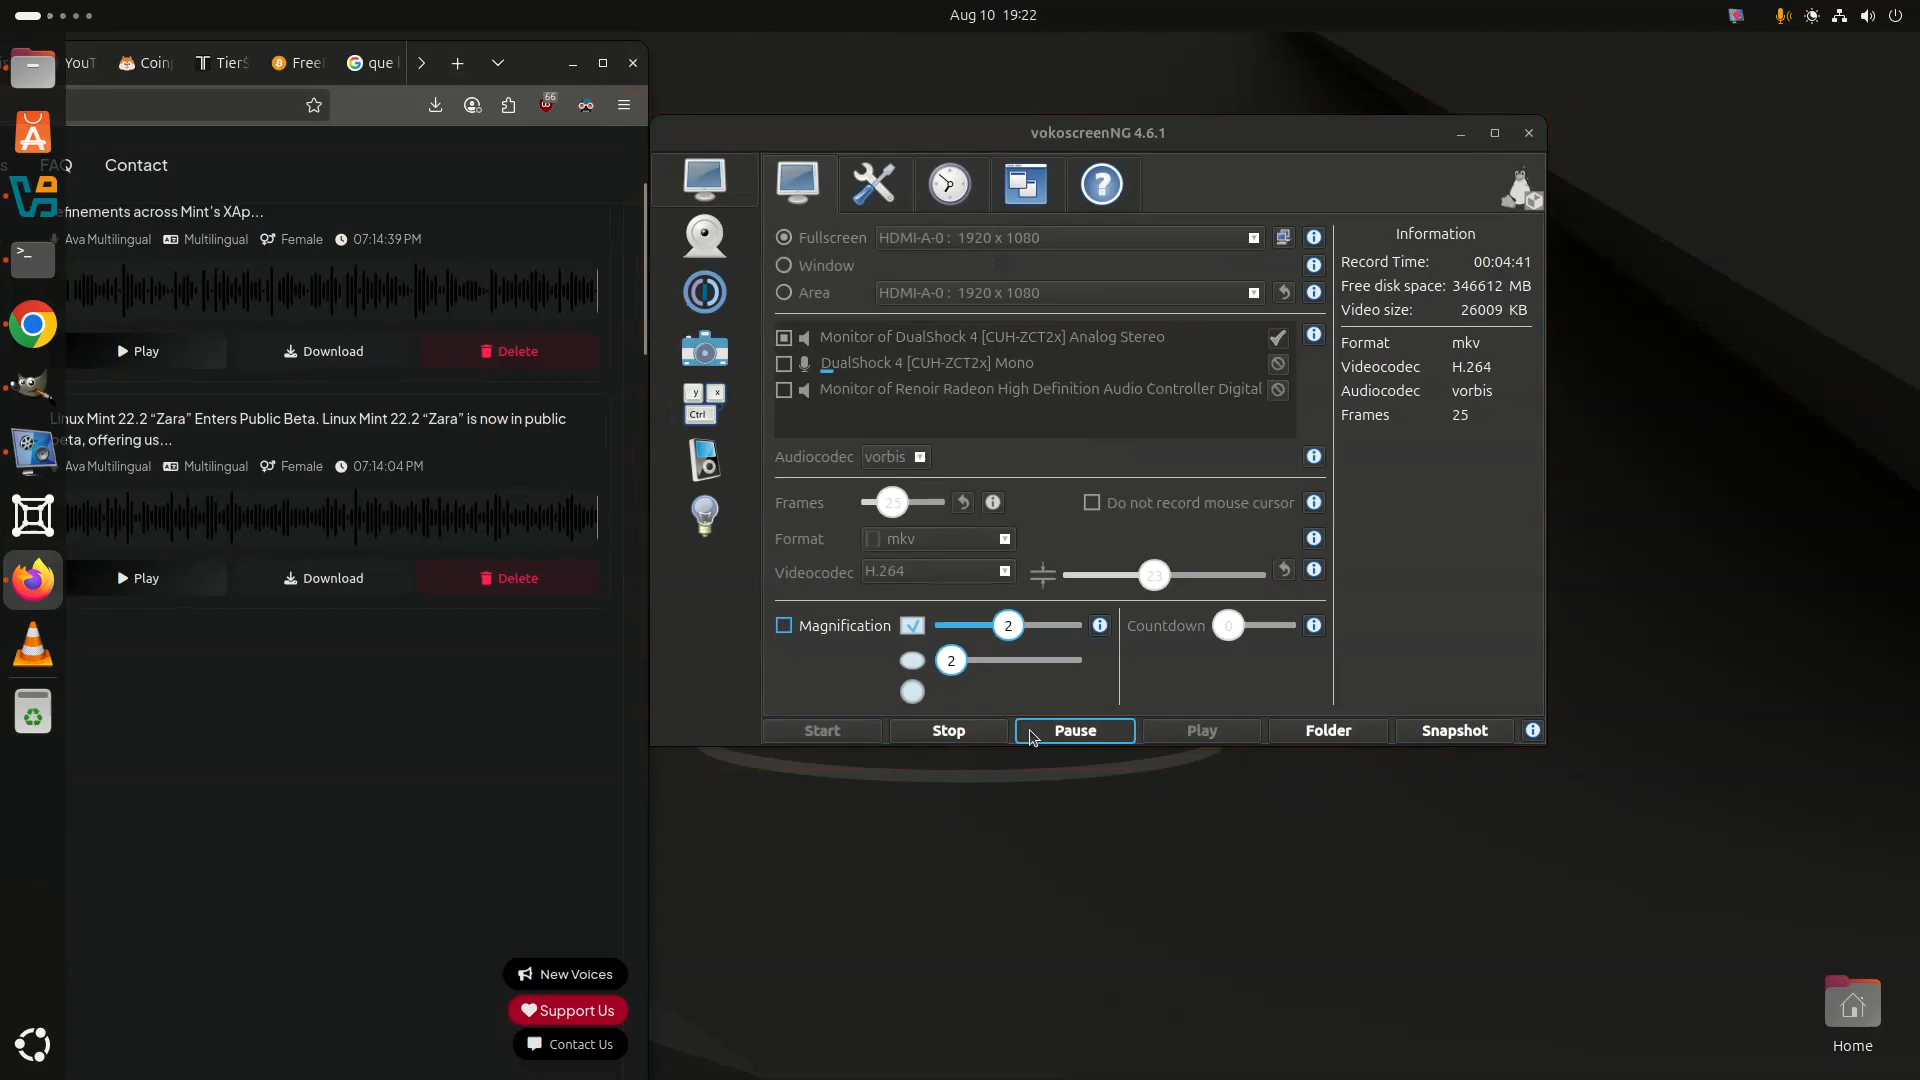 Aug 10 19:22
YouT
Coin
Tier$
Free
que
66
FAQ
Contact
finements across Mint's XAp...
Ava Multilingual Multilingual Female 07:14:39 PM
Play Download Delete
Linux Mint 22.2 “Zara” Enters Public Beta. Linux Mint 22.2 “Zara” is now in public
beta, offering us...
Ava Multilingual Multilingual Female 07:14:04 PM
Play Download Delete
New Voices
Support Us
Contact Us
vokoscreenNG 4.6.1
y x
Ctrl
Fullscreen HDMI-A-0 : 1920 x 1080
Window
Area HDMI-A-0 : 1920 x 1080
Monitor of DualShock 4 [CUH-ZCT2x] Analog Stereo
DualShock 4 [CUH-ZCT2x] Mono
Monitor of Renoir Radeon High Definition Audio Controller Digital
Audiocodec vorbis
Frames 25 Do not record mouse cursor
Format mkv
Videocodec H.264 23
Magnification 2 Countdown 0
2
Start Stop Pause Play Folder Snapshot
Information
Record Time: 00:04:41
Free disk space: 346612 MB
Video size: 26009 KB
Format mkv
Videocodec H.264
Audiocodec vorbis
Frames 25
Home